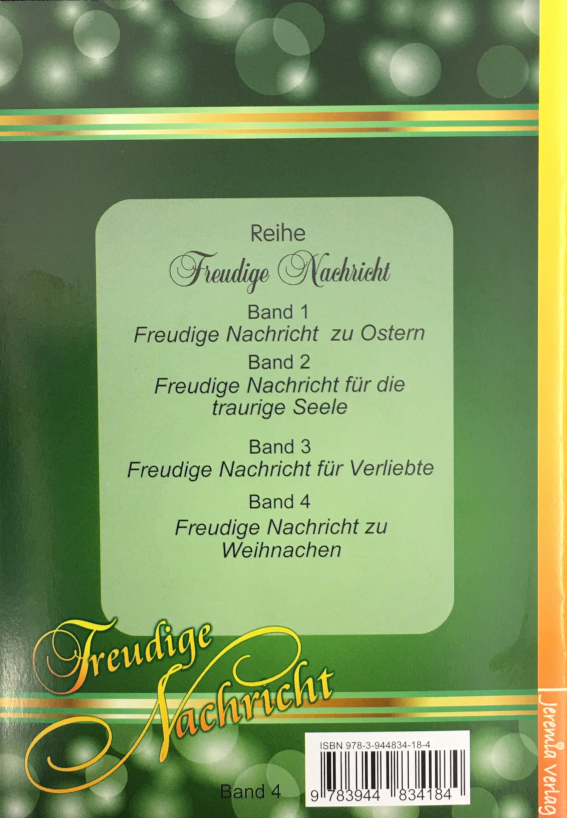 Reihe
Freudige Nachricht
Band 1
Freudige Nachricht zu Ostern
Band 2
Freudige Nachricht für die
traurige Seele
Band 3
Freudige Nachricht für Verliebte
Band 4
Freudige Nachricht zu
Weihnachen
Freudige
Nachricht
Band 4
ISBN 978-3-944834-18-4
9 783944 834184
Jeremia Verlag